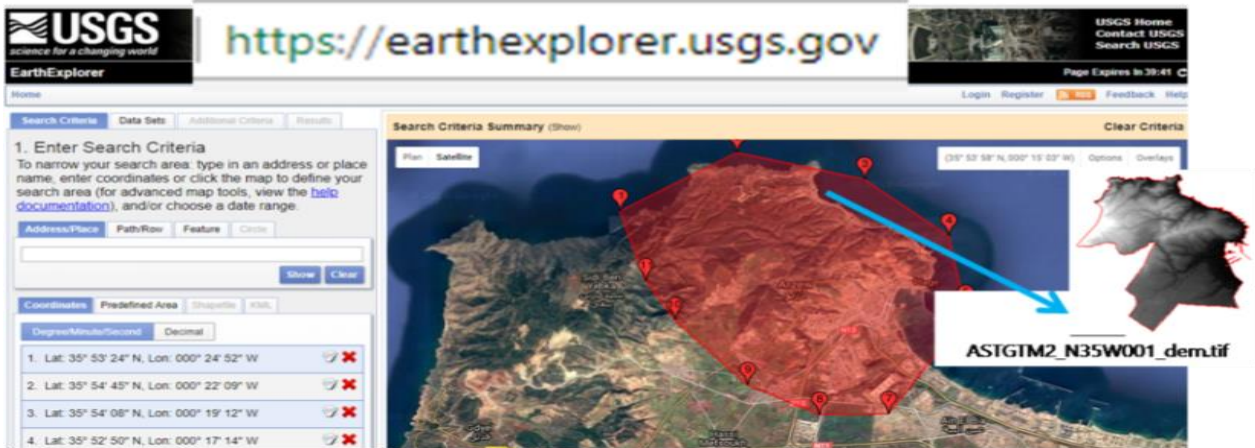 USGS
science for a changing world
https://earthexplorer.usgs.gov
USGS Home
Contact USGS
Search USGS
EarthExplorer
Page Expires In 39:41
Home
Login Register RSS Feedback Help
Search Criteria Data Sets Additional Criteria Results
1. Enter Search Criteria
To narrow your search area: type in an address or place
name, enter coordinates or click the map to define your
search area (for advanced map tools, view the help
documentation), and/or choose a date range.
Address/Place Path/Row Feature Circle
Show Clear
Coordinates Predefined Area Shapefile KML
Degree/Minute/Second Decimal
1. Lat: 35° 53' 24" N, Lon: 000° 24' 52" W
2. Lat: 35° 54' 45" N, Lon: 000° 22' 09" W
3. Lat: 35° 54' 08" N, Lon: 000° 19' 12" W
4. Lat: 35° 52' 50" N, Lon: 000° 17' 14" W
Search Criteria Summary (Show) Clear Criteria
Plan Satellite
(35° 53' 58" N, 000° 15' 03" W) Options Overlays
3
4
9
8
7
ASTGTM2_N35W001_dem.tif